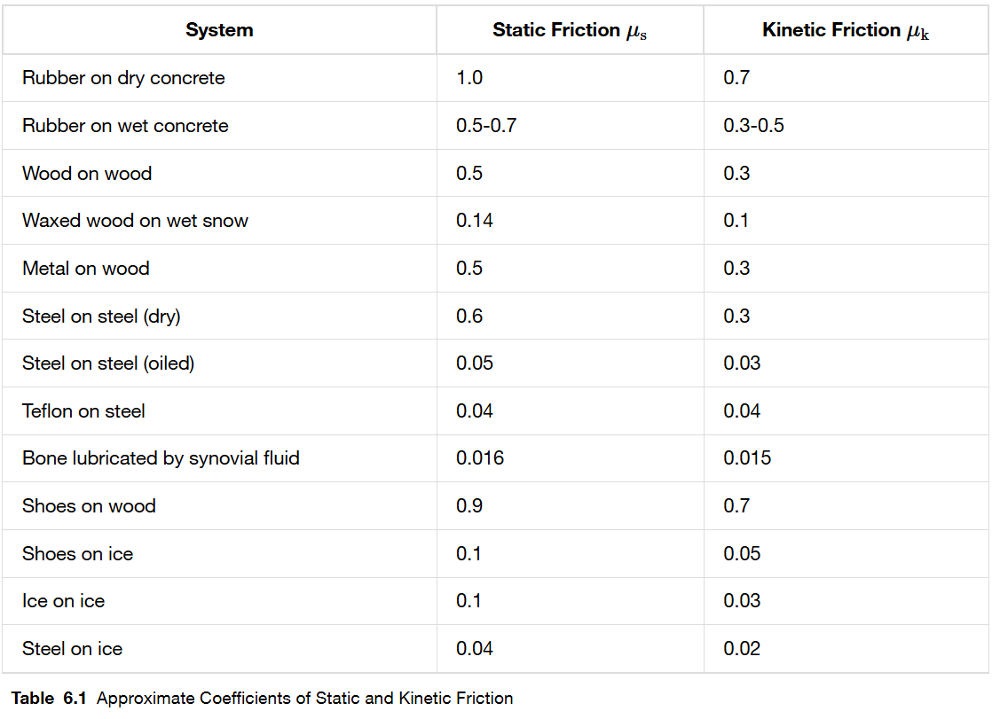 System Static Friction μs Kinetic Friction μk
Rubber on dry concrete 1.0 0.7
Rubber on wet concrete 0.5-0.7 0.3-0.5
Wood on wood 0.5 0.3
Waxed wood on wet snow 0.14 0.1
Metal on wood 0.5 0.3
Steel on steel (dry) 0.6 0.3
Steel on steel (oiled) 0.05 0.03
Teflon on steel 0.04 0.04
Bone lubricated by synovial fluid 0.016 0.015
Shoes on wood 0.9 0.7
Shoes on ice 0.1 0.05
Ice on ice 0.1 0.03
Steel on ice 0.04 0.02
Table 6.1 Approximate Coefficients of Static and Kinetic Friction